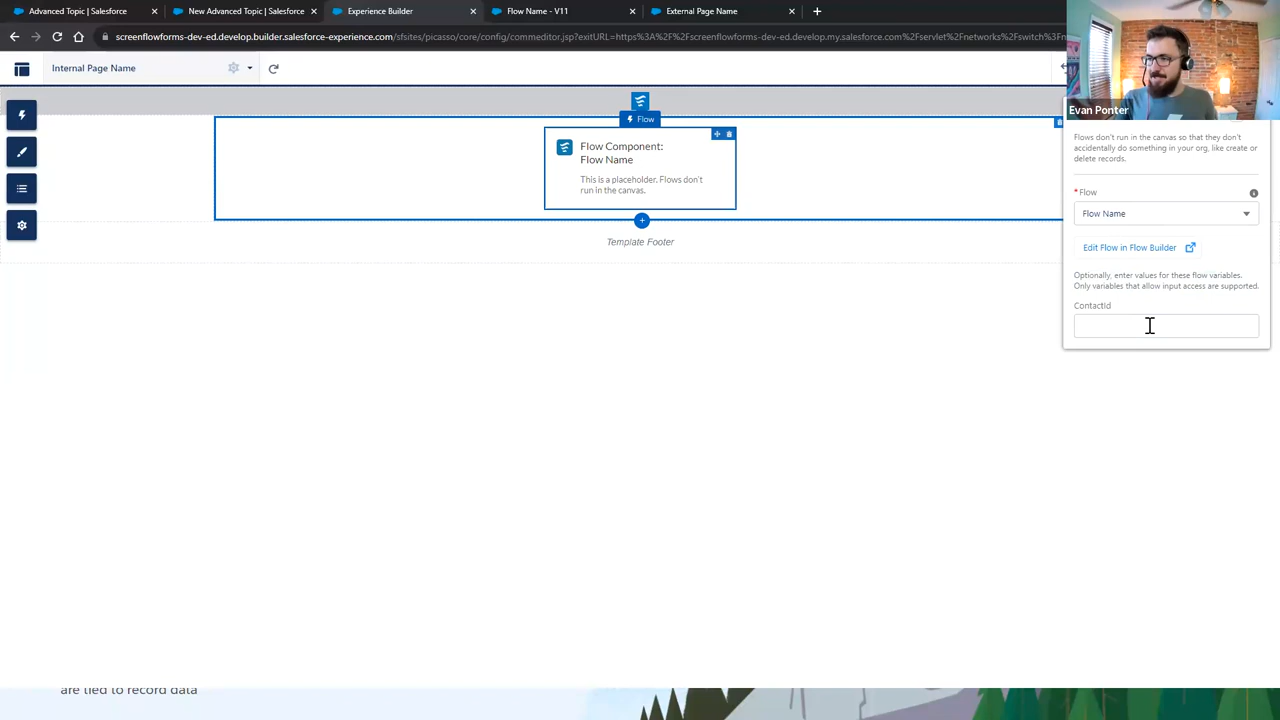 Advanced Topic | Salesforce
New Advanced Topic | Salesforce
Experience Builder
Flow Name - V11
External Page Name
screenflowforms-dev-ed.develop.builder.salesforce-experience.com/sfsites/picasso/core/config/commeditor.jsp?exitURL=https%3A%2F%2Fscreenflowforms-dev-ed.develop.my.salesforce.com%2Fservlet%2Fnetworks%2Fswitch%3Fn
Internal Page Name
Evan Ponter
Flow
Flow Component:
Flow Name
This is a placeholder. Flows don't
run in the canvas.
Template Footer
Flows don't run in the canvas so that they don't
accidentally do something in your org, like create or
delete records.
* Flow
Flow Name
Edit Flow in Flow Builder
Optionally, enter values for these flow variables.
Only variables that allow input access are supported.
ContactId
are tied to record data